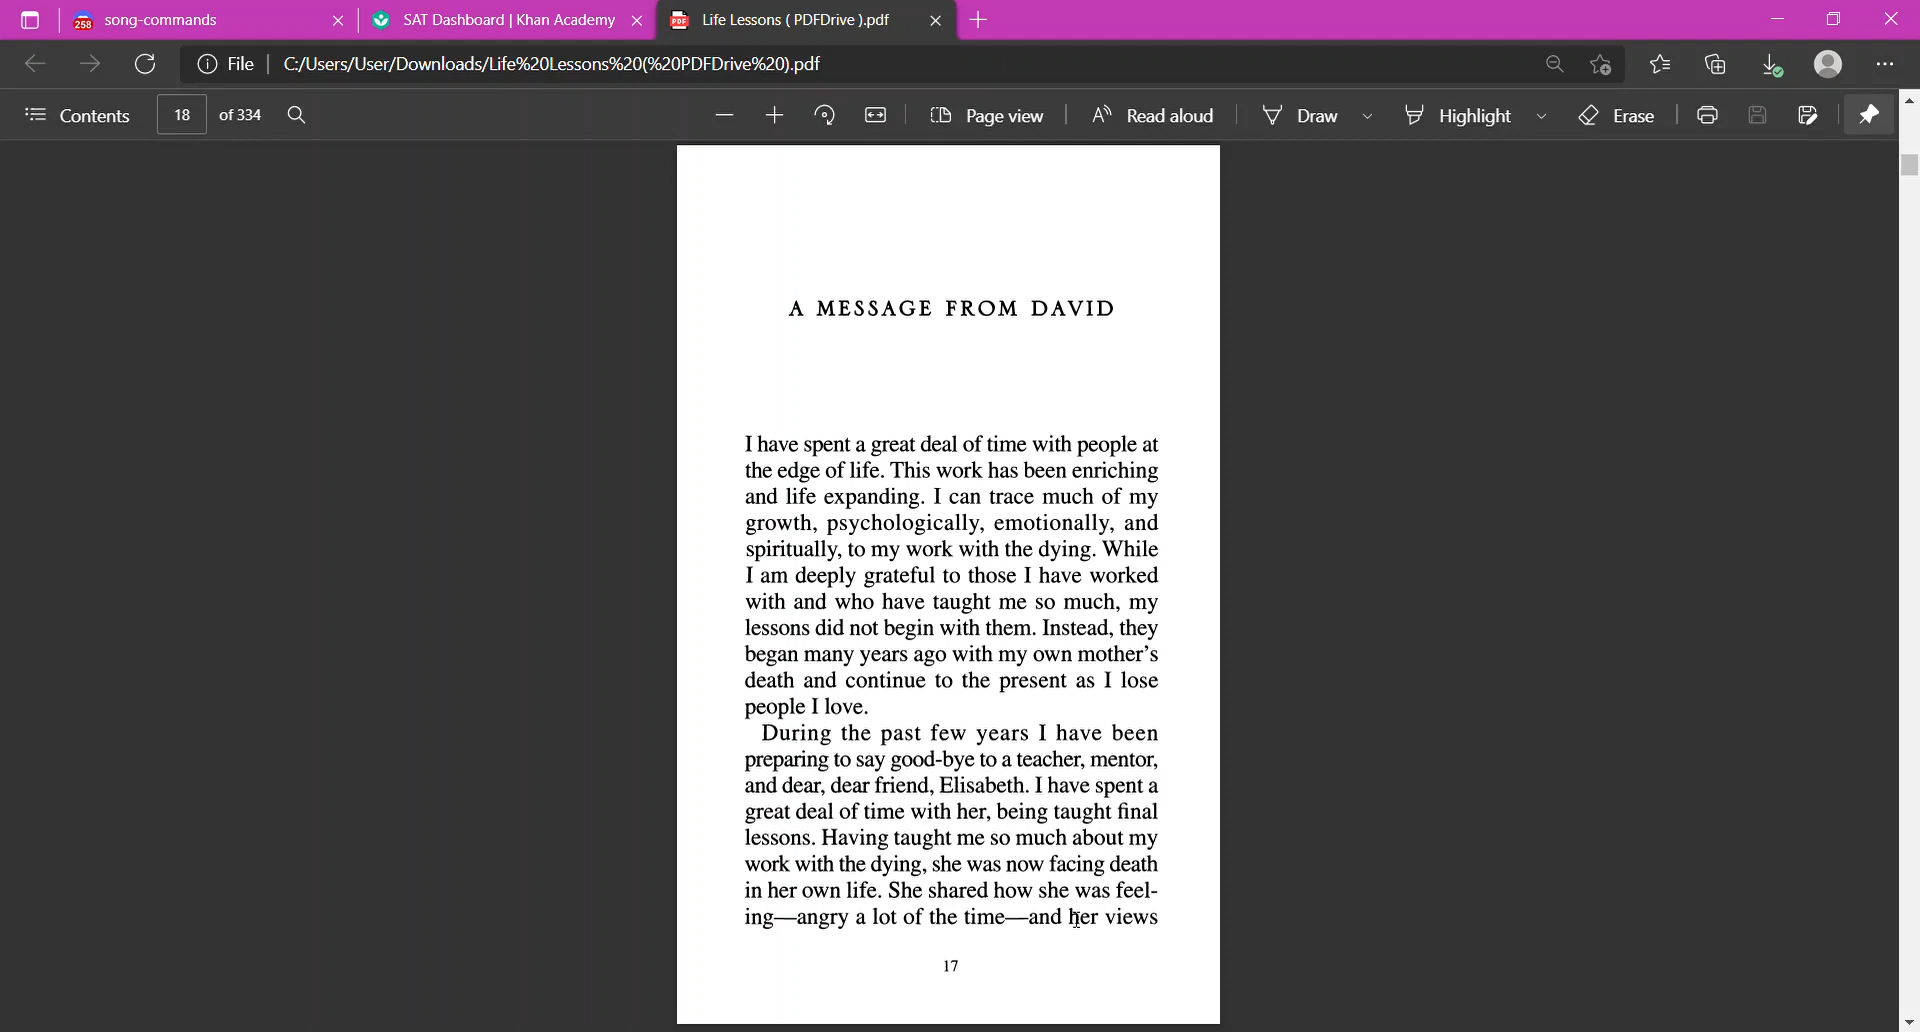 song-commands
258
SAT Dashboard | Khan Academy
PDF
Life Lessons ( PDFDrive ).pdf
File
C:/Users/User/Downloads/Life%20Lessons%20(%20PDFDrive%20).pdf
Contents
18
of 334
Page view
Read aloud
Draw
Highlight
Erase
A MESSAGE FROM DAVID
I have spent a great deal of time with people at
the edge of life. This work has been enriching
and life expanding. I can trace much of my
growth, psychologically, emotionally, and
spiritually, to my work with the dying. While
I am deeply grateful to those I have worked
with and who have taught me so much, my
lessons did not begin with them. Instead, they
began many years ago with my own mother's
death and continue to the present as I lose
people I love.
During the past few years I have been
preparing to say good-bye to a teacher, mentor,
and dear, dear friend, Elisabeth. I have spent a
great deal of time with her, being taught final
lessons. Having taught me so much about my
work with the dying, she was now facing death
in her own life. She shared how she was feel-
ing—angry a lot of the time—and her views
17